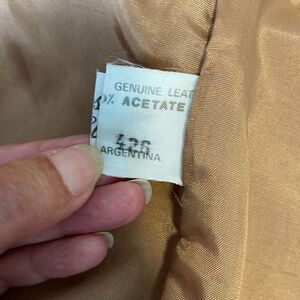 GENUINE LEAT
% ACETATE
426
ARGENTINA